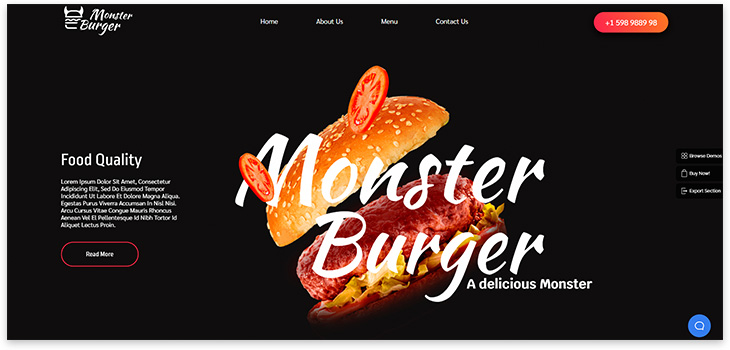 Monster
Burger
Home
About Us
Menu
Contact Us
+1 598 9889 98
Food Quality
Lorem Ipsum Dolor Sit Amet, Consectetur
Adipiscing Elit, Sed Do Eiusmod Tempor
Incididunt Ut Labore Et Dolore Magna Aliqua.
Egestas Purus Viverra Accumsan In Nisl Nisi.
Arcu Cursus Vitae Congue Mauris Rhoncus
Aenean Vel El Pellentesque Id Nibh Tortor Id
Aliquet Lectus Proin.
Read More
Monster
Burger
A delicious Monster
Browse Demos
Buy Now!
Export Section